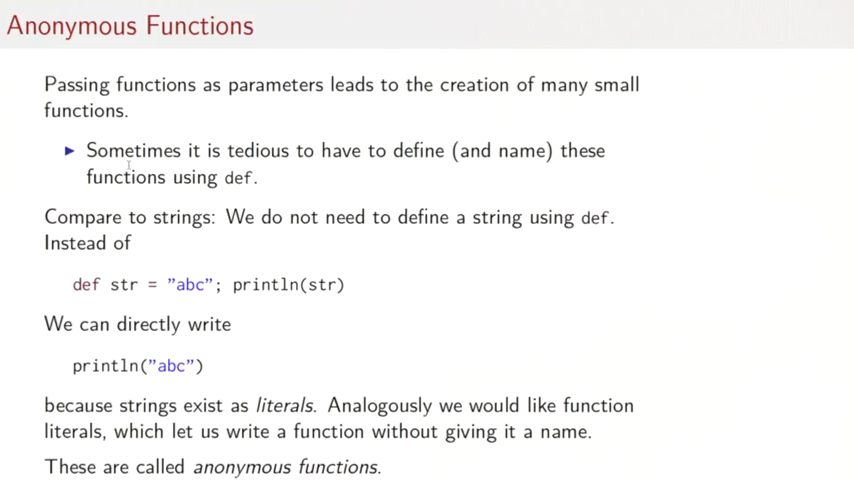 Anonymous Functions
Passing functions as parameters leads to the creation of many small
functions.
▶ Sometimes it is tedious to have to define (and name) these
functions using def.
Compare to strings: We do not need to define a string using def.
Instead of
def str = ”abc”; println(str)
We can directly write
println(”abc”)
because strings exist as literals. Analogously we would like function
literals, which let us write a function without giving it a name.
These are called anonymous functions.